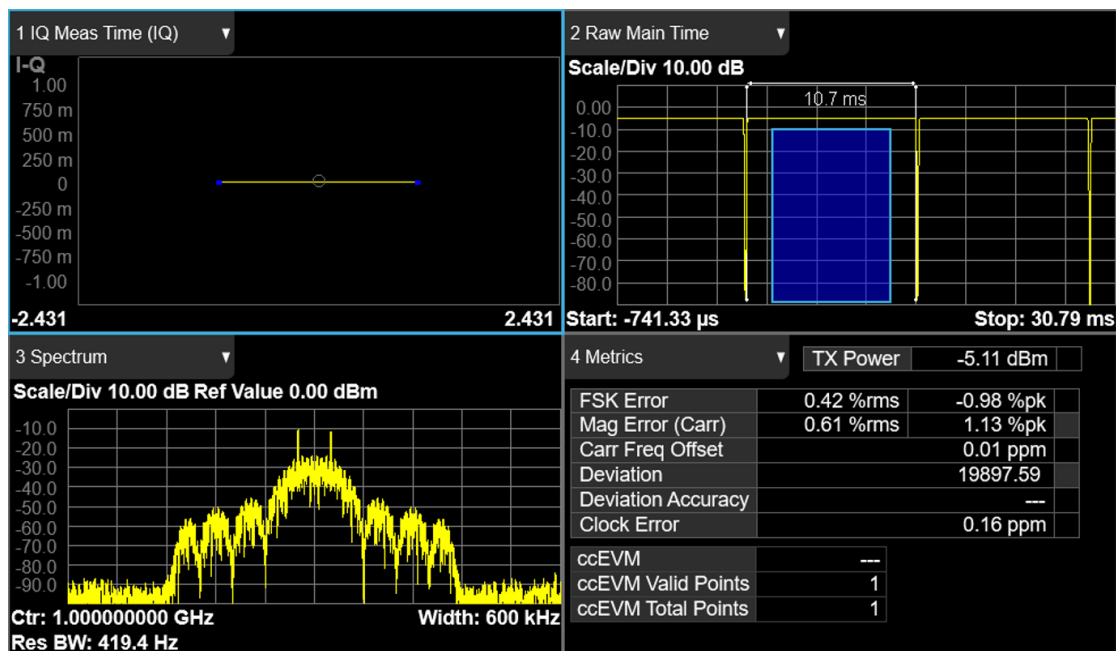 1 IQ Meas Time (IQ) ▼
I-Q
1.00
750 m
500 m
250 m
0
-250 m
-500 m
-750 m
-1.00
-2.431 2.431
2 Raw Main Time ▼
Scale/Div 10.00 dB
10.7 ms
0.00
-10.0
-20.0
-30.0
-40.0
-50.0
-60.0
-70.0
-80.0
Start: -741.33 µs Stop: 30.79 ms
3 Spectrum ▼
Scale/Div 10.00 dB Ref Value 0.00 dBm
-10.0
-20.0
-30.0
-40.0
-50.0
-60.0
-70.0
-80.0
-90.0
Ctr: 1.000000000 GHz Width: 600 kHz
Res BW: 419.4 Hz
4 Metrics ▼
TX Power -5.11 dBm
FSK Error 0.42 %rms -0.98 %pk
Mag Error (Carr) 0.61 %rms 1.13 %pk
Carr Freq Offset 0.01 ppm
Deviation 19897.59
Deviation Accuracy ---
Clock Error 0.16 ppm
ccEVM ---
ccEVM Valid Points 1
ccEVM Total Points 1